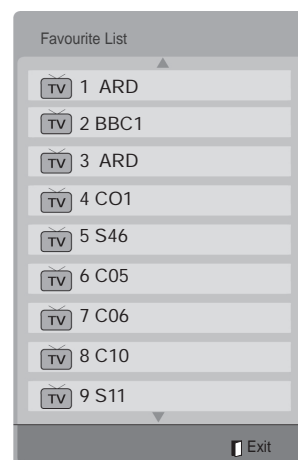 Favourite List
TV 1 ARD
TV 2 BBC1
TV 3 ARD
TV 4 CO1
TV 5 S46
TV 6 C05
TV 7 C06
TV 8 C10
TV 9 S11
Exit